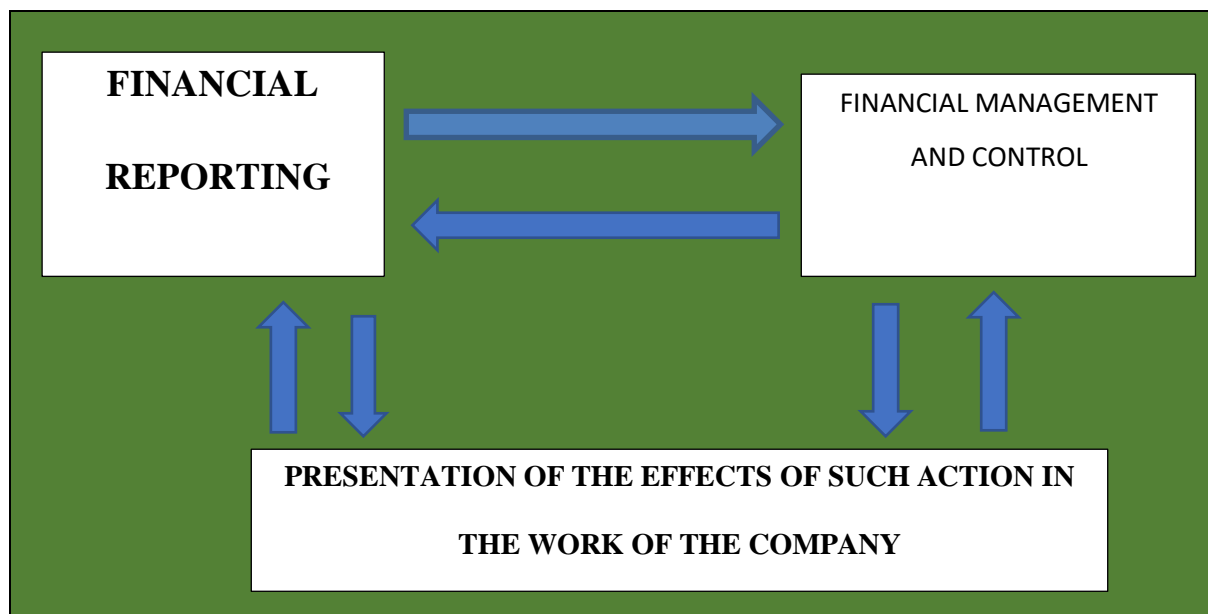 FINANCIAL
REPORTING
FINANCIAL MANAGEMENT
AND CONTROL
PRESENTATION OF THE EFFECTS OF SUCH ACTION IN
THE WORK OF THE COMPANY